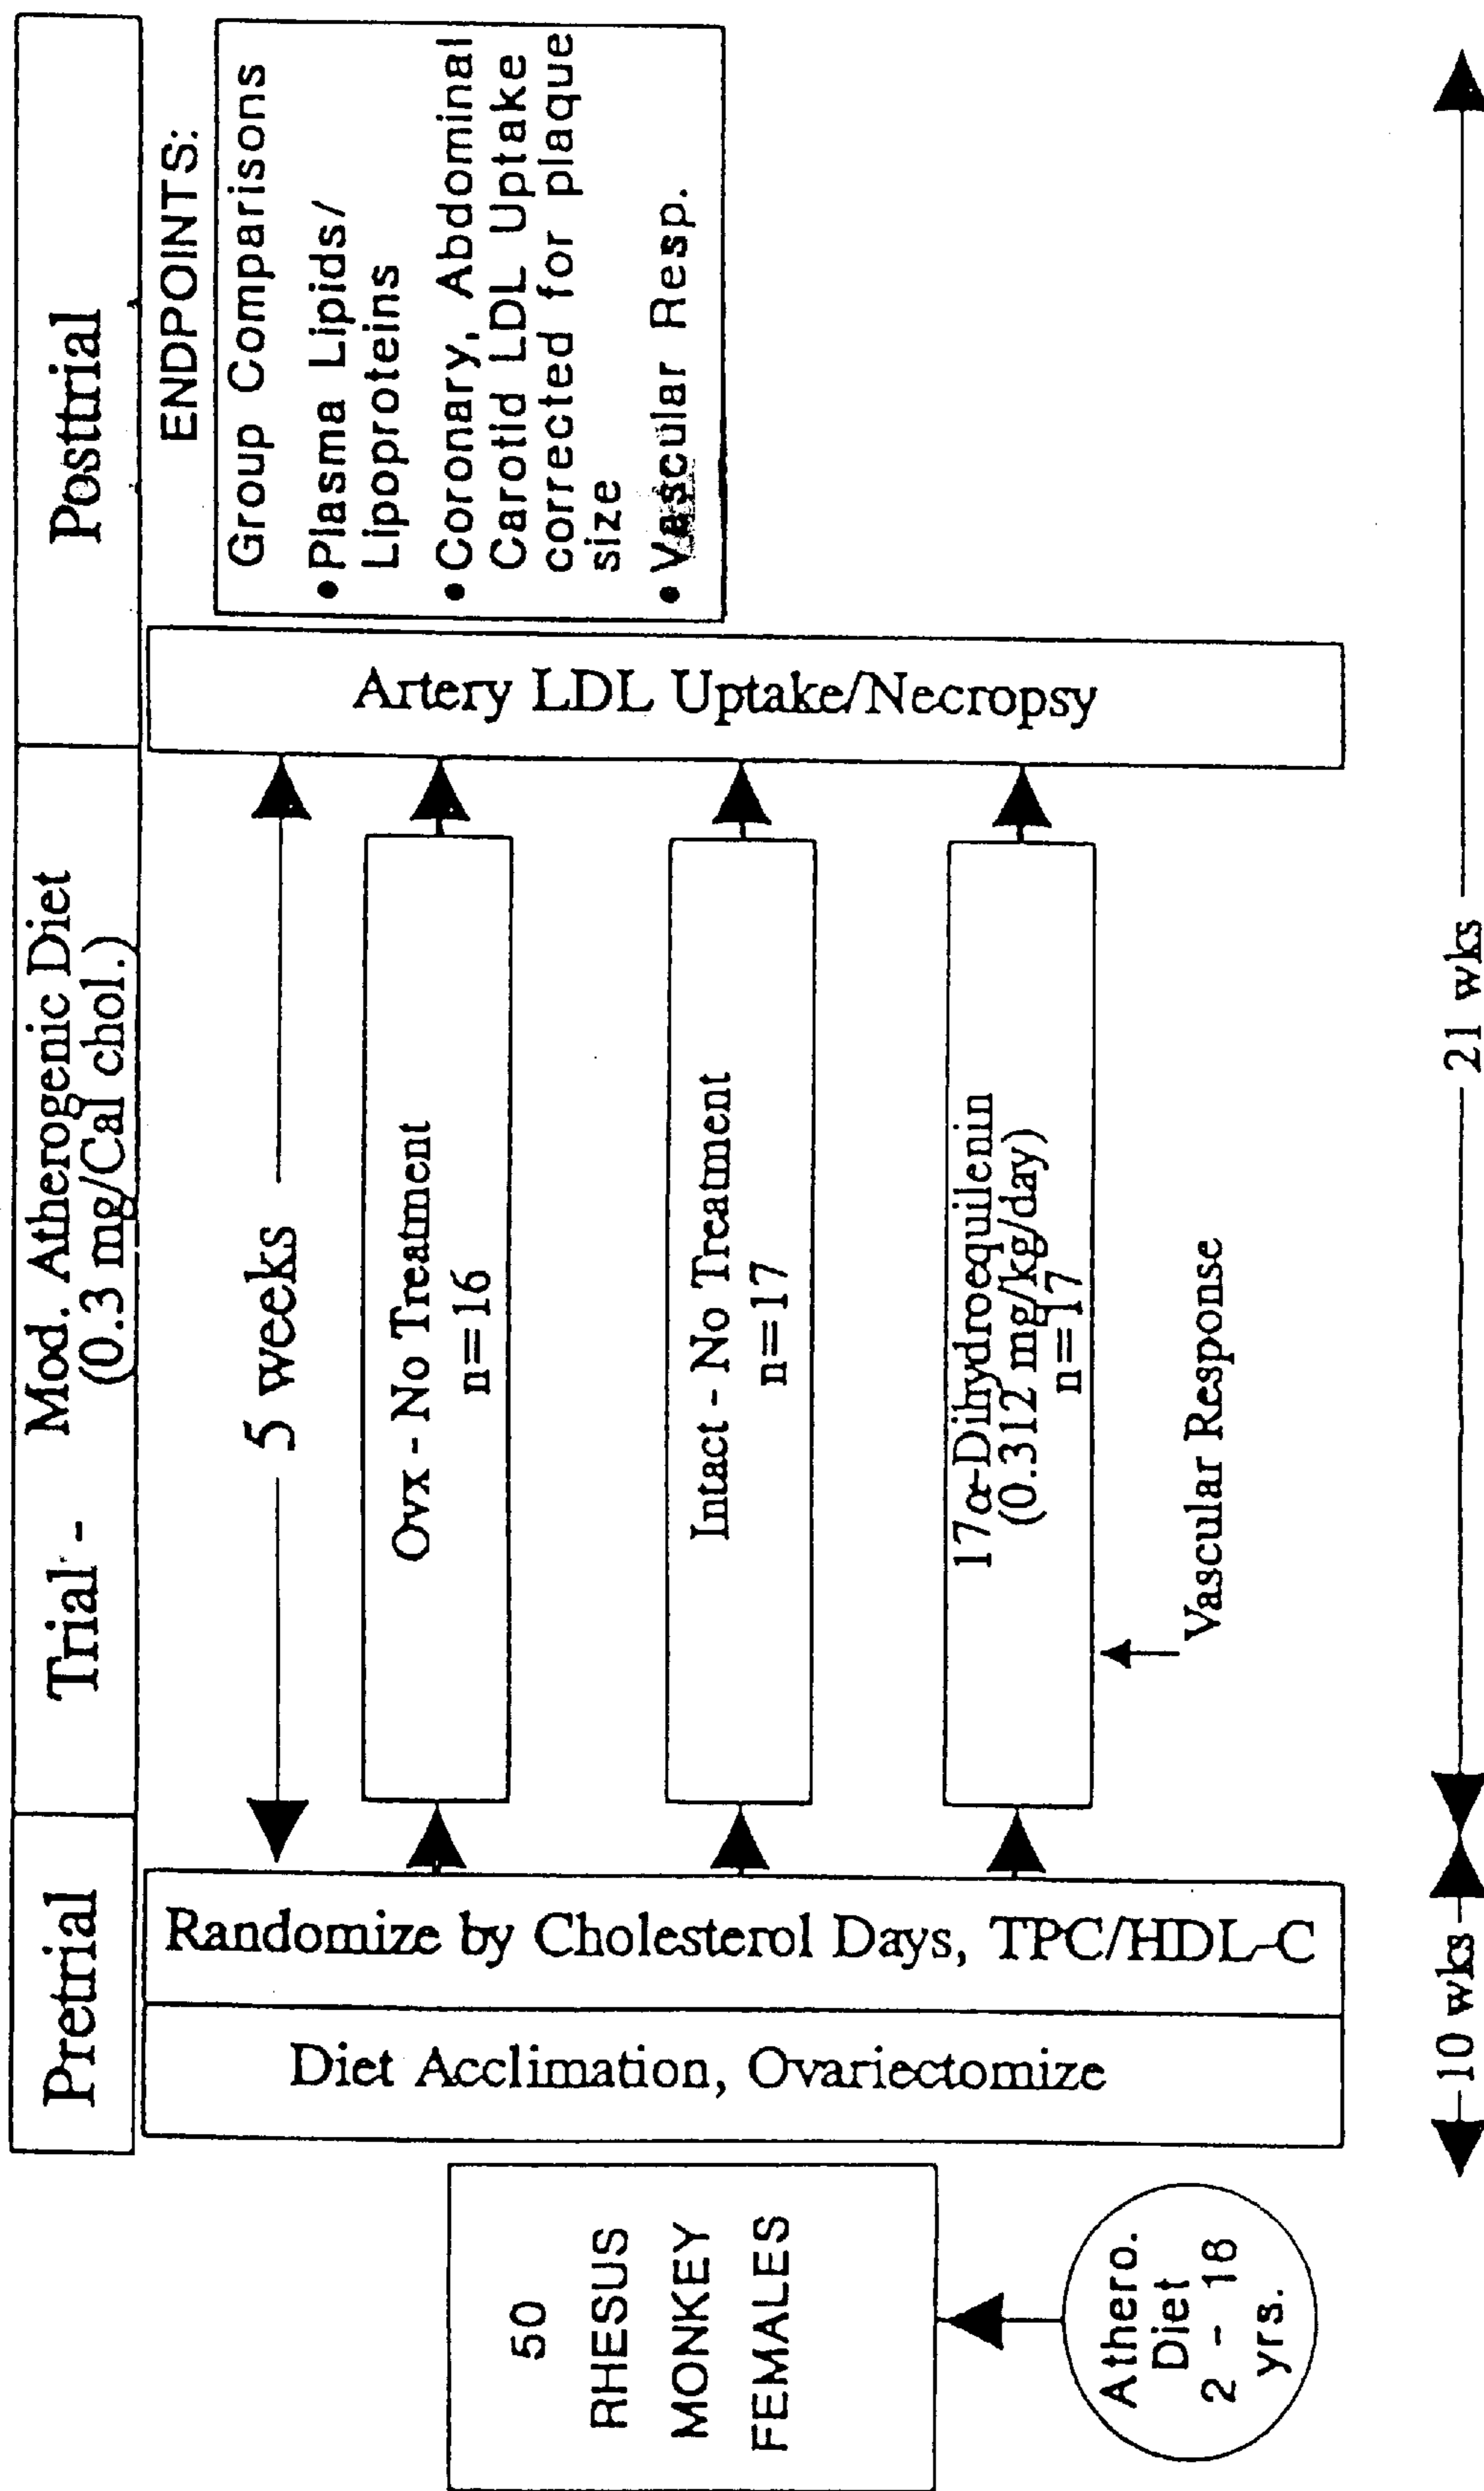 Pretrial
Trial - Mod. Atherogenic Diet
(0.3 mg/Cal chol.)
Posttrial
50
RHESUS
MONKEY
FEMALES
Athero.
Diet
2 - 18
yrs.
Diet Acclimation, Ovariectomize
Randomize by Cholesterol Days, TPC/HDL-C
5 weeks
Ovx - No Treatment
n=16
Intact - No Treatment
n=17
17α-Dihydroequilenin
(0.312 mg/kg/day)
n=17
Vascular Response
Artery LDL Uptake/Necropsy
ENDPOINTS:
Group Comparisons
• Plasma Lipids/
Lipoproteins
• Coronary, Abdominal
Carotid LDL Uptake
corrected for plaque
size
• Vascular Resp.
10 wks
21 wks